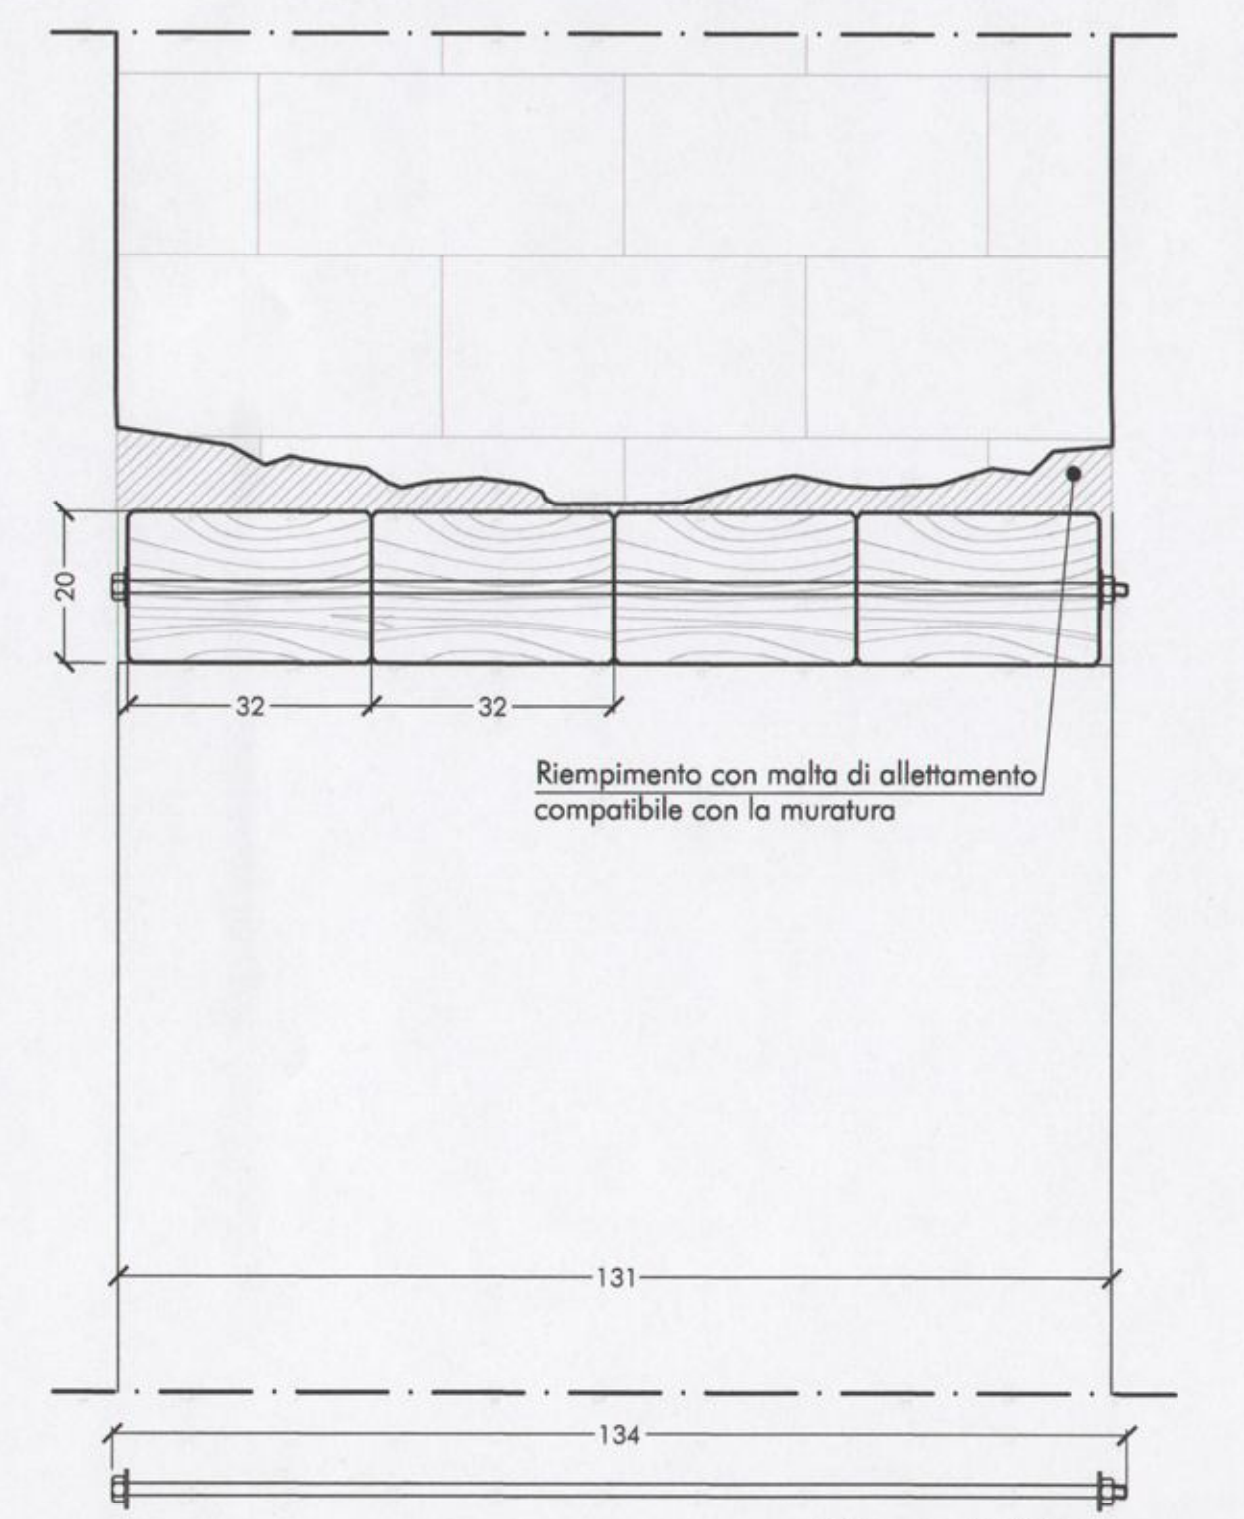 20
32
32
Riempimento con malta di allettamento
compatibile con la muratura
131
134